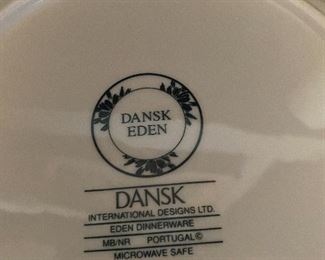 DANSK
EDEN
DANSK
INTERNATIONAL DESIGNS LTD.
EDEN DINNERWARE
MB/NR PORTUGAL©
MICROWAVE SAFE